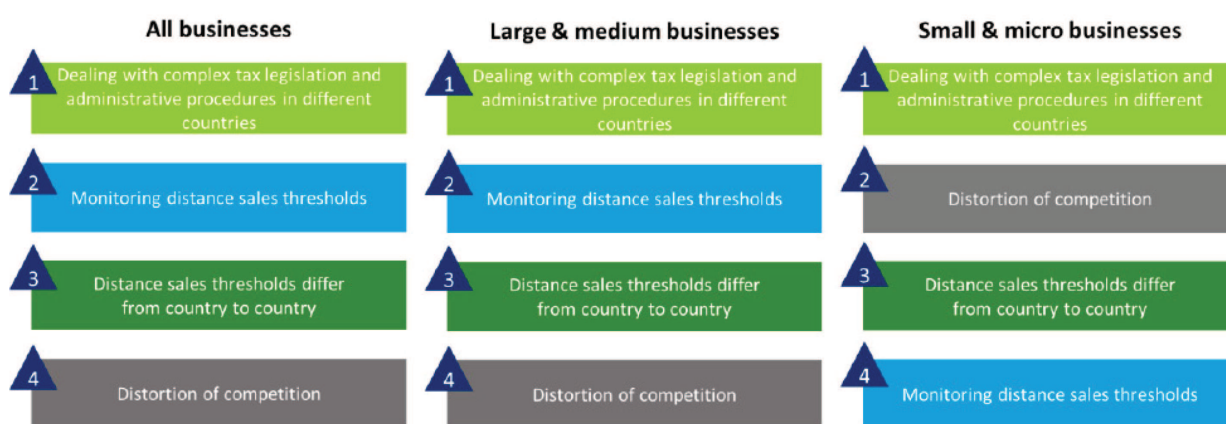 All businesses
1
Dealing with complex tax legislation and
administrative procedures in different
countries
2
Monitoring distance sales thresholds
3
Distance sales thresholds differ
from country to country
4
Distortion of competition
Large & medium businesses
1
Dealing with complex tax legislation and
administrative procedures in different
countries
2
Monitoring distance sales thresholds
3
Distance sales thresholds differ
from country to country
4
Distortion of competition
Small & micro businesses
1
Dealing with complex tax legislation and
administrative procedures in different
countries
2
Distortion of competition
3
Distance sales thresholds differ
from country to country
4
Monitoring distance sales thresholds